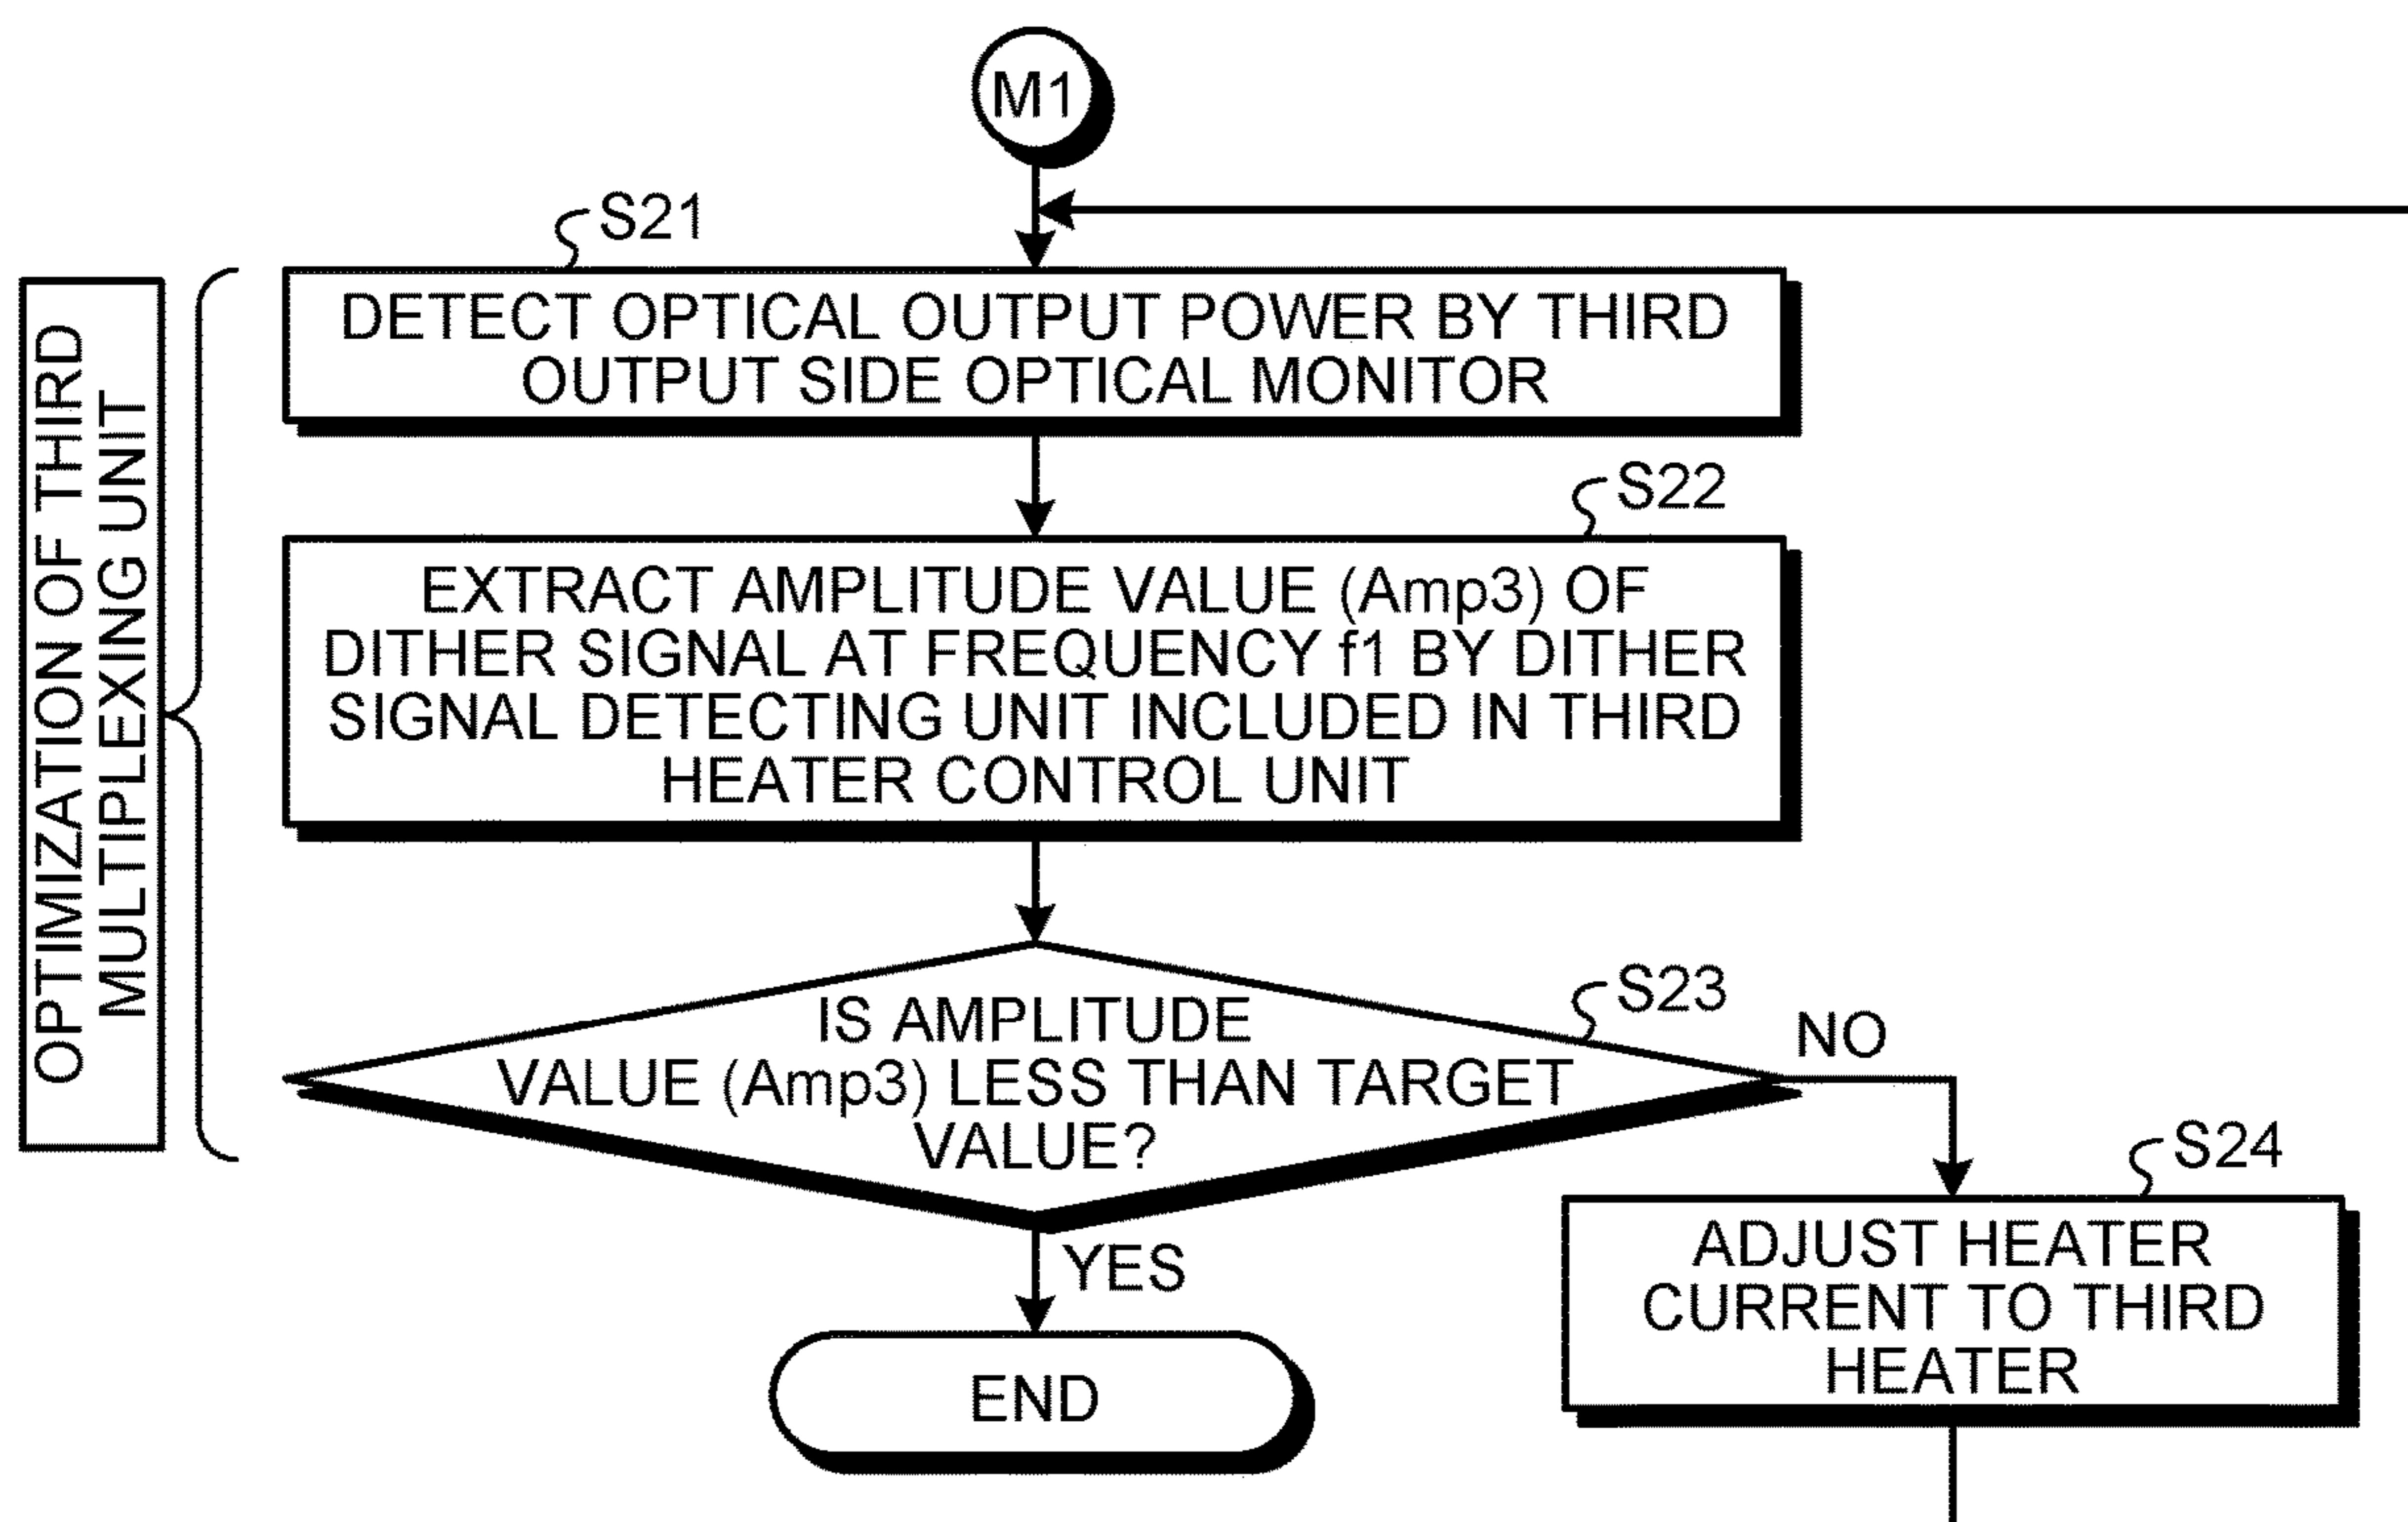 M1
S21
DETECT OPTICAL OUTPUT POWER BY THIRD
OUTPUT SIDE OPTICAL MONITOR
S22
EXTRACT AMPLITUDE VALUE (Amp3) OF
DITHER SIGNAL AT FREQUENCY f1 BY DITHER
SIGNAL DETECTING UNIT INCLUDED IN THIRD
HEATER CONTROL UNIT
OPTIMIZATION OF THIRD
MULTIPLEXING UNIT
S23
IS AMPLITUDE
VALUE (Amp3) LESS THAN TARGET
VALUE?
NO
S24
ADJUST HEATER
CURRENT TO THIRD
HEATER
YES
END